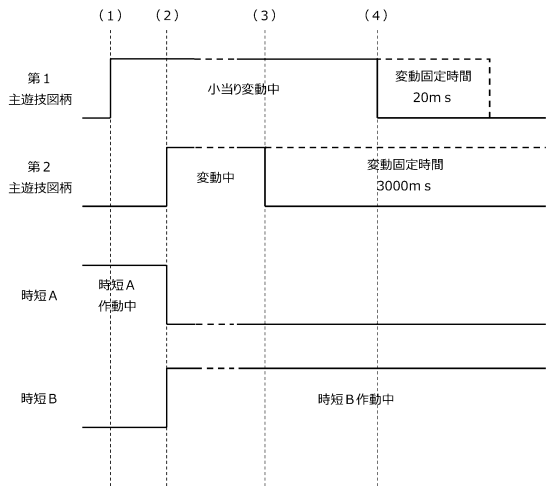 （１）
（２）
（３）
（４）
第１
主遊技図柄
小当り変動中
変動固定時間
20ｍｓ
第２
主遊技図柄
変動中
変動固定時間
3000ｍｓ
時短Ａ
時短Ａ
作動中
時短Ｂ
時短Ｂ作動中